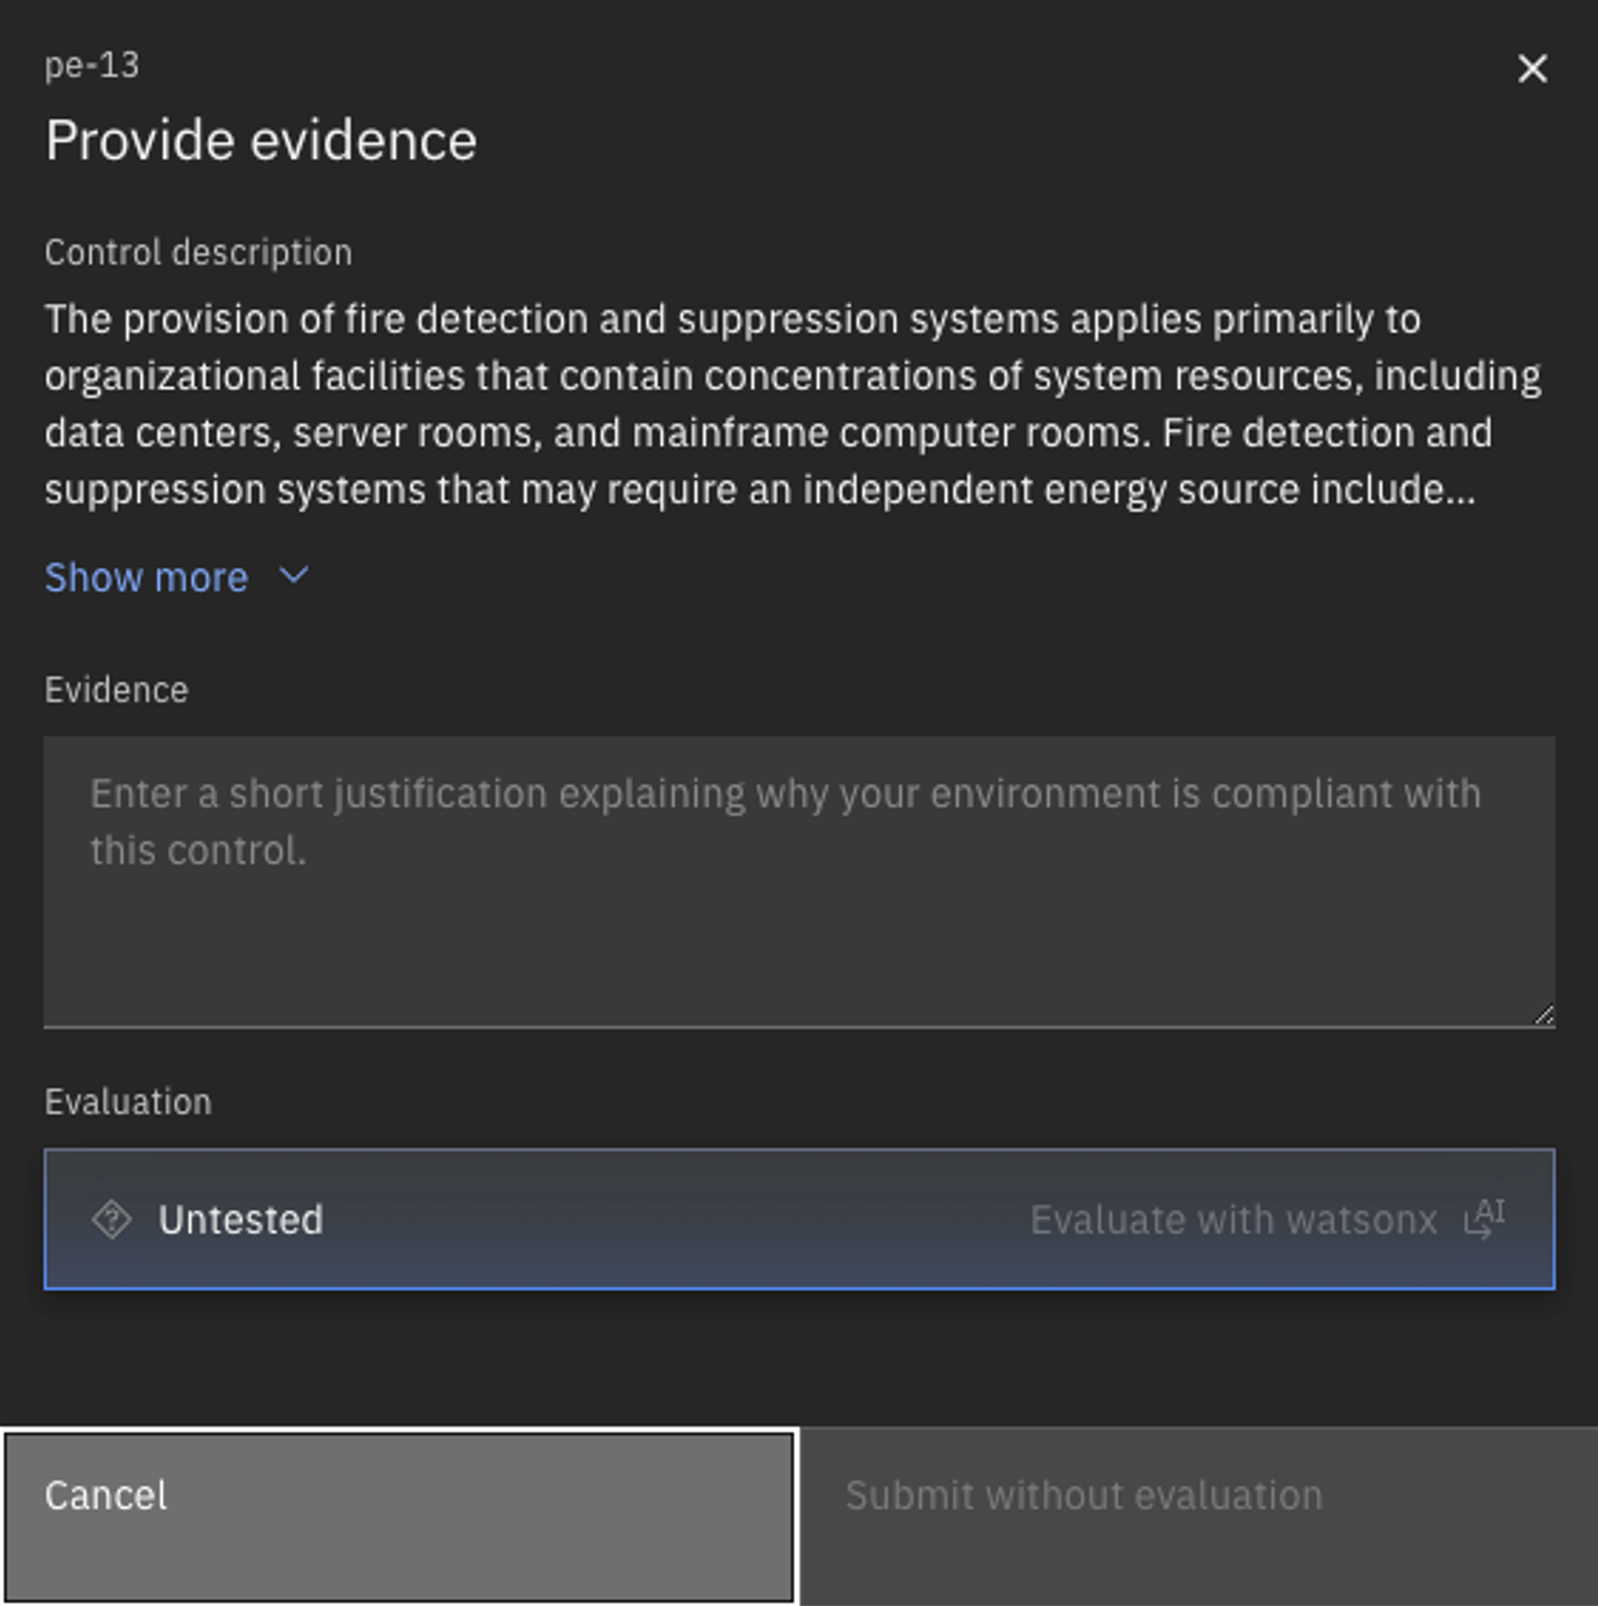 pe-13
Provide evidence
Control description
The provision of fire detection and suppression systems applies primarily to
organizational facilities that contain concentrations of system resources, including
data centers, server rooms, and mainframe computer rooms. Fire detection and
suppression systems that may require an independent energy source include...
Show more
Evidence
Enter a short justification explaining why your environment is compliant with
this control.
Evaluation
Untested
Evaluate with watsonx AI
Cancel
Submit without evaluation